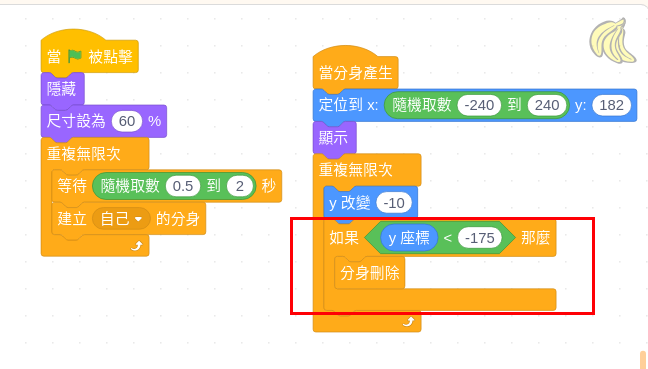 當 被點擊
隱藏
尺寸設為 60 %
重複無限次
等待 隨機取數 0.5 到 2 秒
建立 自己 的分身
當分身產生
定位到 x: 隨機取數 -240 到 240 y: 182
顯示
重複無限次
y 改變 -10
如果 y 座標 < -175 那麼
分身刪除